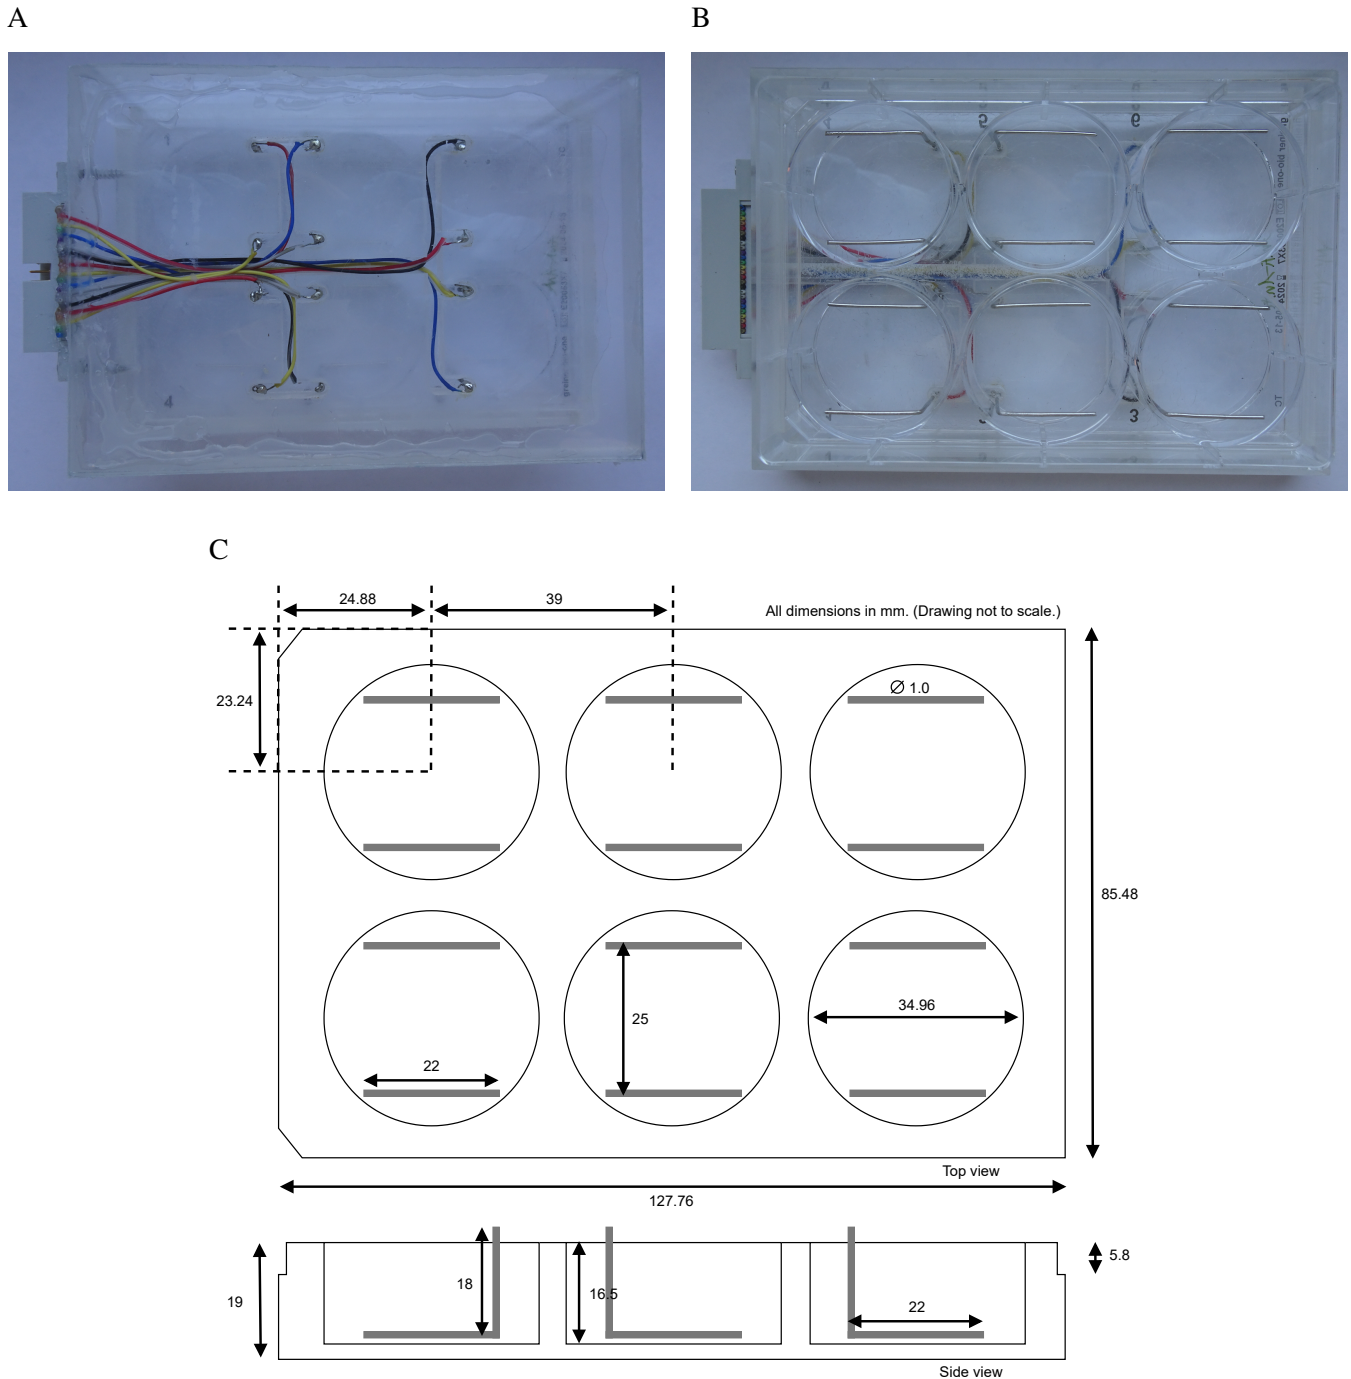 A
B
C
24.88
39
All dimensions in mm. (Drawing not to scale.)
23.24
Ø 1.0
85.48
34.96
25
22
Top view
127.76
5.8
18
16.5
22
19
Side view